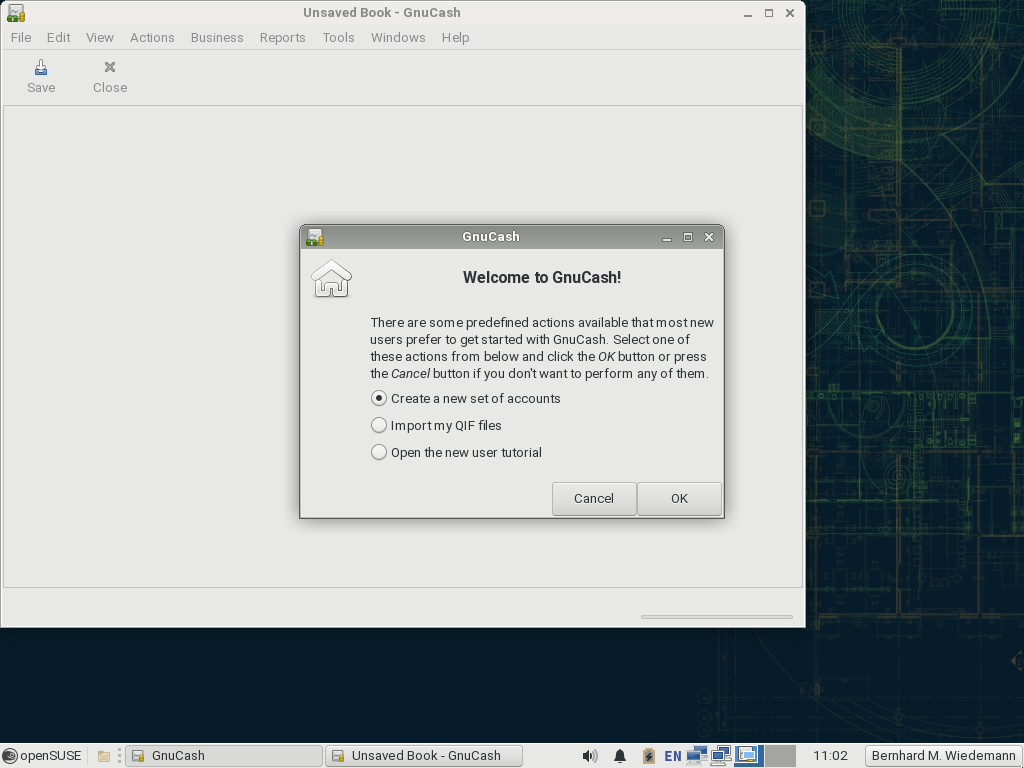 Unsaved Book - GnuCash
File Edit View Actions Business Reports Tools Windows Help
Save Close
GnuCash
Welcome to GnuCash!
There are some predefined actions available that most new
users prefer to get started with GnuCash. Select one of
these actions from below and click the OK button or press
the Cancel button if you don't want to perform any of them.
Create a new set of accounts
Import my QIF files
Open the new user tutorial
Cancel OK
openSUSE GnuCash Unsaved Book - GnuCash EN 11:02 Bernhard M. Wiedemann